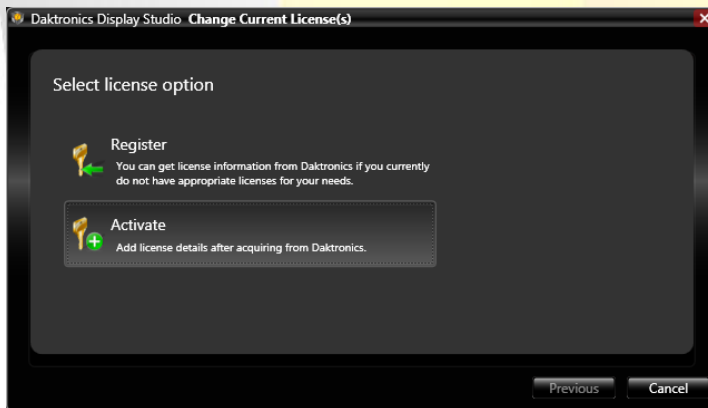 Daktronics Display Studio Change Current License(s)
Select license option
Register
You can get license information from Daktronics if you currently
do not have appropriate licenses for your needs.
Activate
Add license details after acquiring from Daktronics.
Previous
Cancel